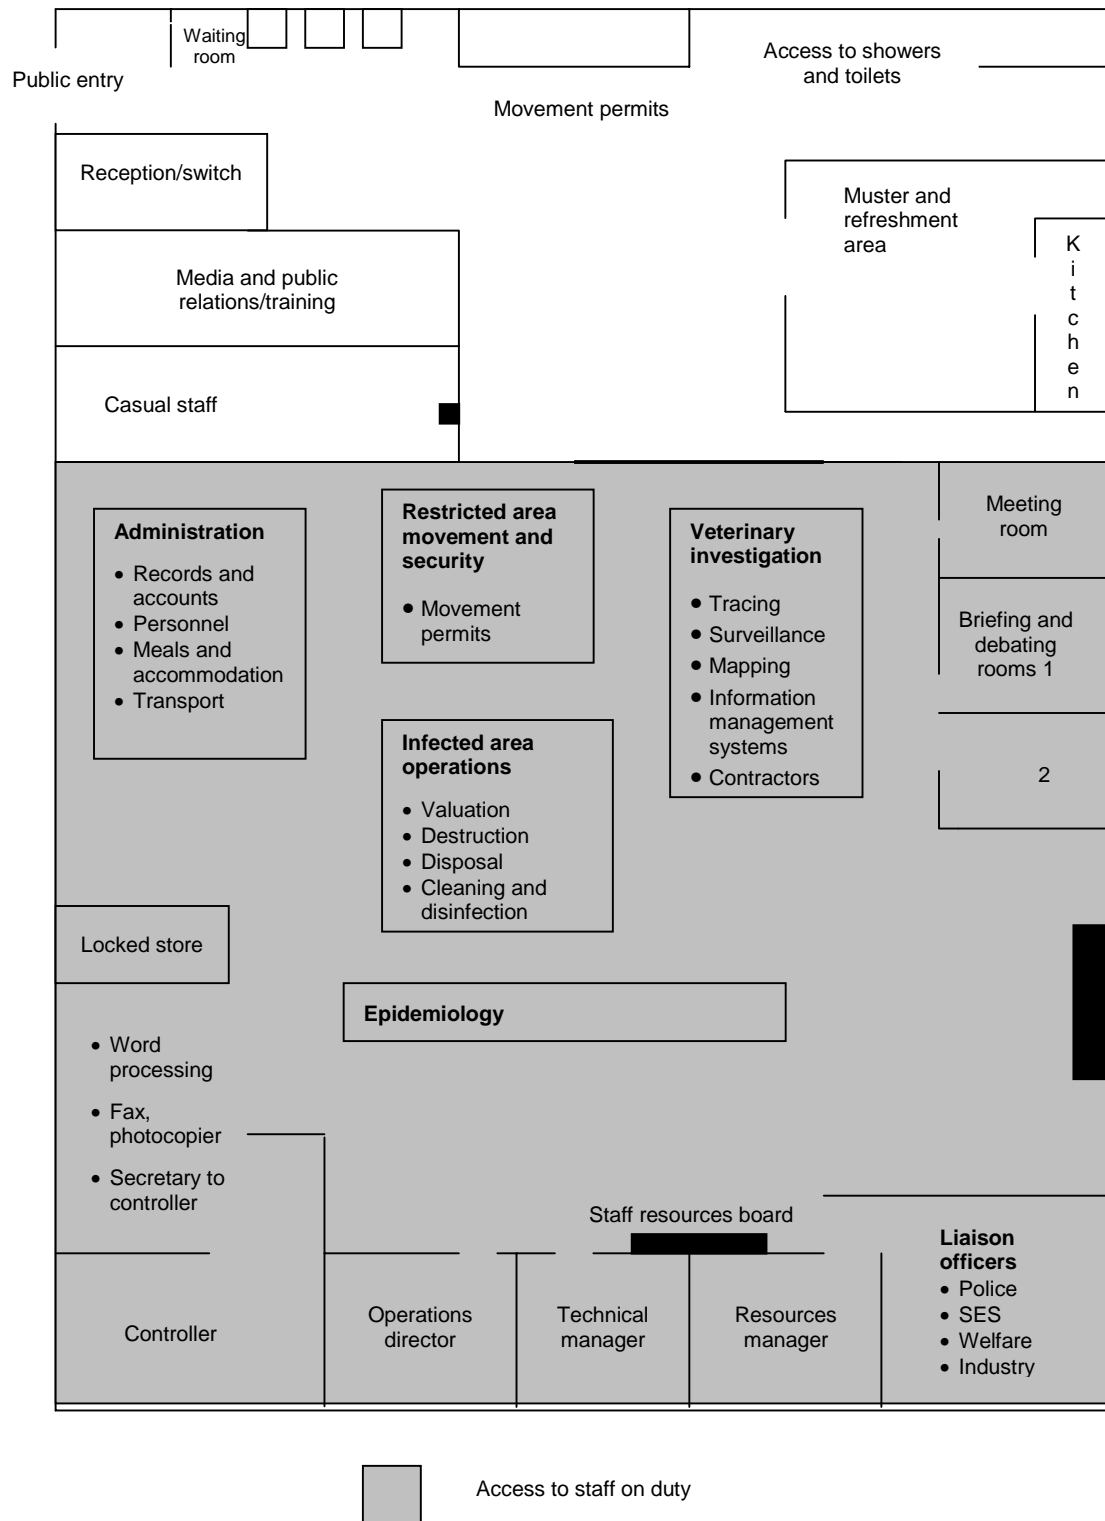 Waiting
room
Public entry
Access to showers
and toilets
Movement permits
Reception/switch
Muster and
refreshment
area
K
i
t
c
h
e
n
Media and public
relations/training
Casual staff
Administration
• Records and
accounts
• Personnel
• Meals and
accommodation
• Transport
Restricted area
movement and
security
• Movement
permits
Veterinary
investigation
• Tracing
• Surveillance
• Mapping
• Information
management
systems
• Contractors
Meeting
room
Briefing and
debating
rooms 1
2
Infected area
operations
• Valuation
• Destruction
• Disposal
• Cleaning and
disinfection
Locked store
Epidemiology
• Word
processing
• Fax,
photocopier
• Secretary to
controller
Staff resources board
Liaison
officers
• Police
• SES
• Welfare
• Industry
Controller
Operations
director
Technical
manager
Resources
manager
Access to staff on duty